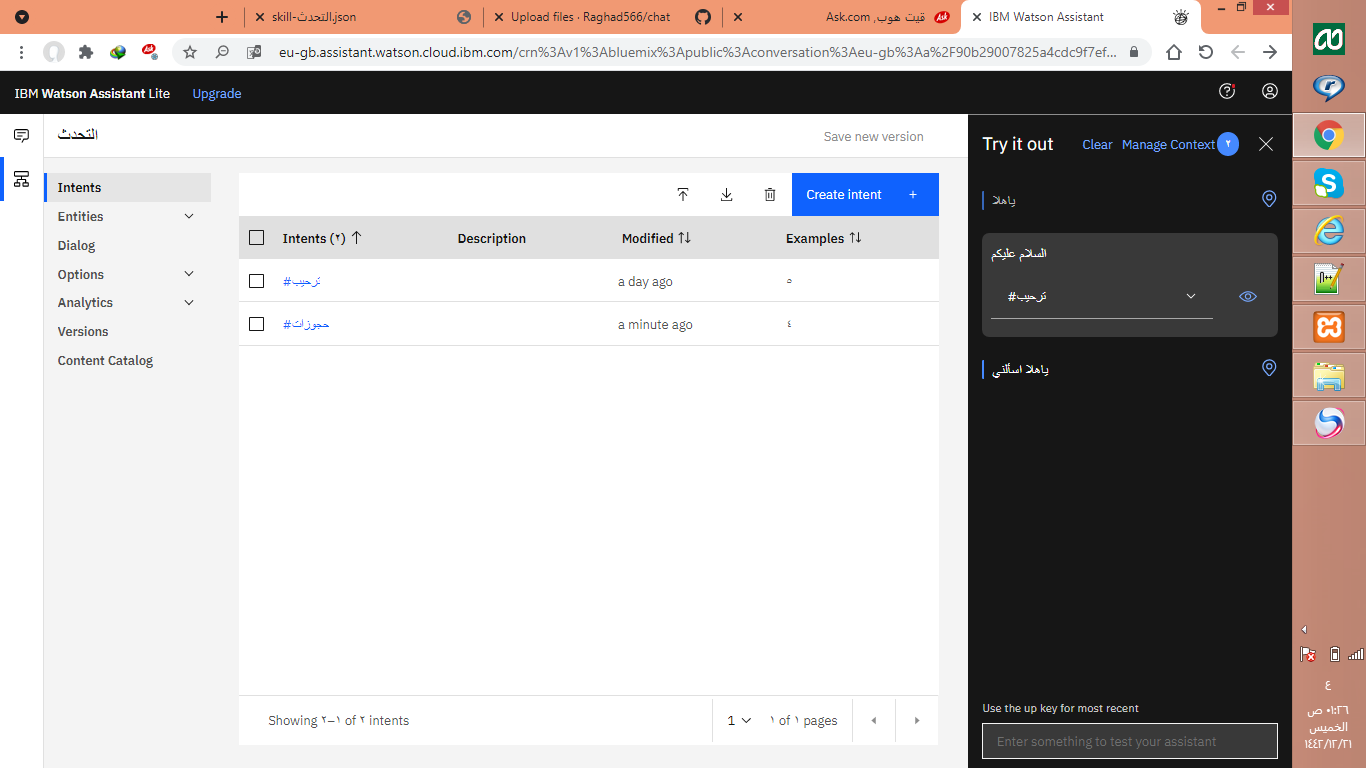 skill-التحدث.json
Upload files · Raghad566/chat
قيت هوب, Ask.com
IBM Watson Assistant
eu-gb.assistant.watson.cloud.ibm.com/crn%3Av1%3Abluemix%3Apublic%3Aconversation%3Aeu-gb%3Aa%2F90b29007825a4cdc9f7ef...
IBM Watson Assistant Lite
Upgrade
التحدث
Save new version
Intents
Entities
Dialog
Options
Analytics
Versions
Content Catalog
Create intent +
Intents (٢)
Description
Modified
Examples
#ترحيب
a day ago
٥
#حجوزات
a minute ago
٤
Showing ١–٢ of ٢ intents
1
١ of ١ pages
Try it out
Clear
Manage Context ٢
ياهلا
السلام عليكم
#ترحيب
ياهلا اسألني
Use the up key for most recent
Enter something to test your assistant
ع
٠١:٢٦ ص
الخميس
١٤٤٢/١٢/٢١